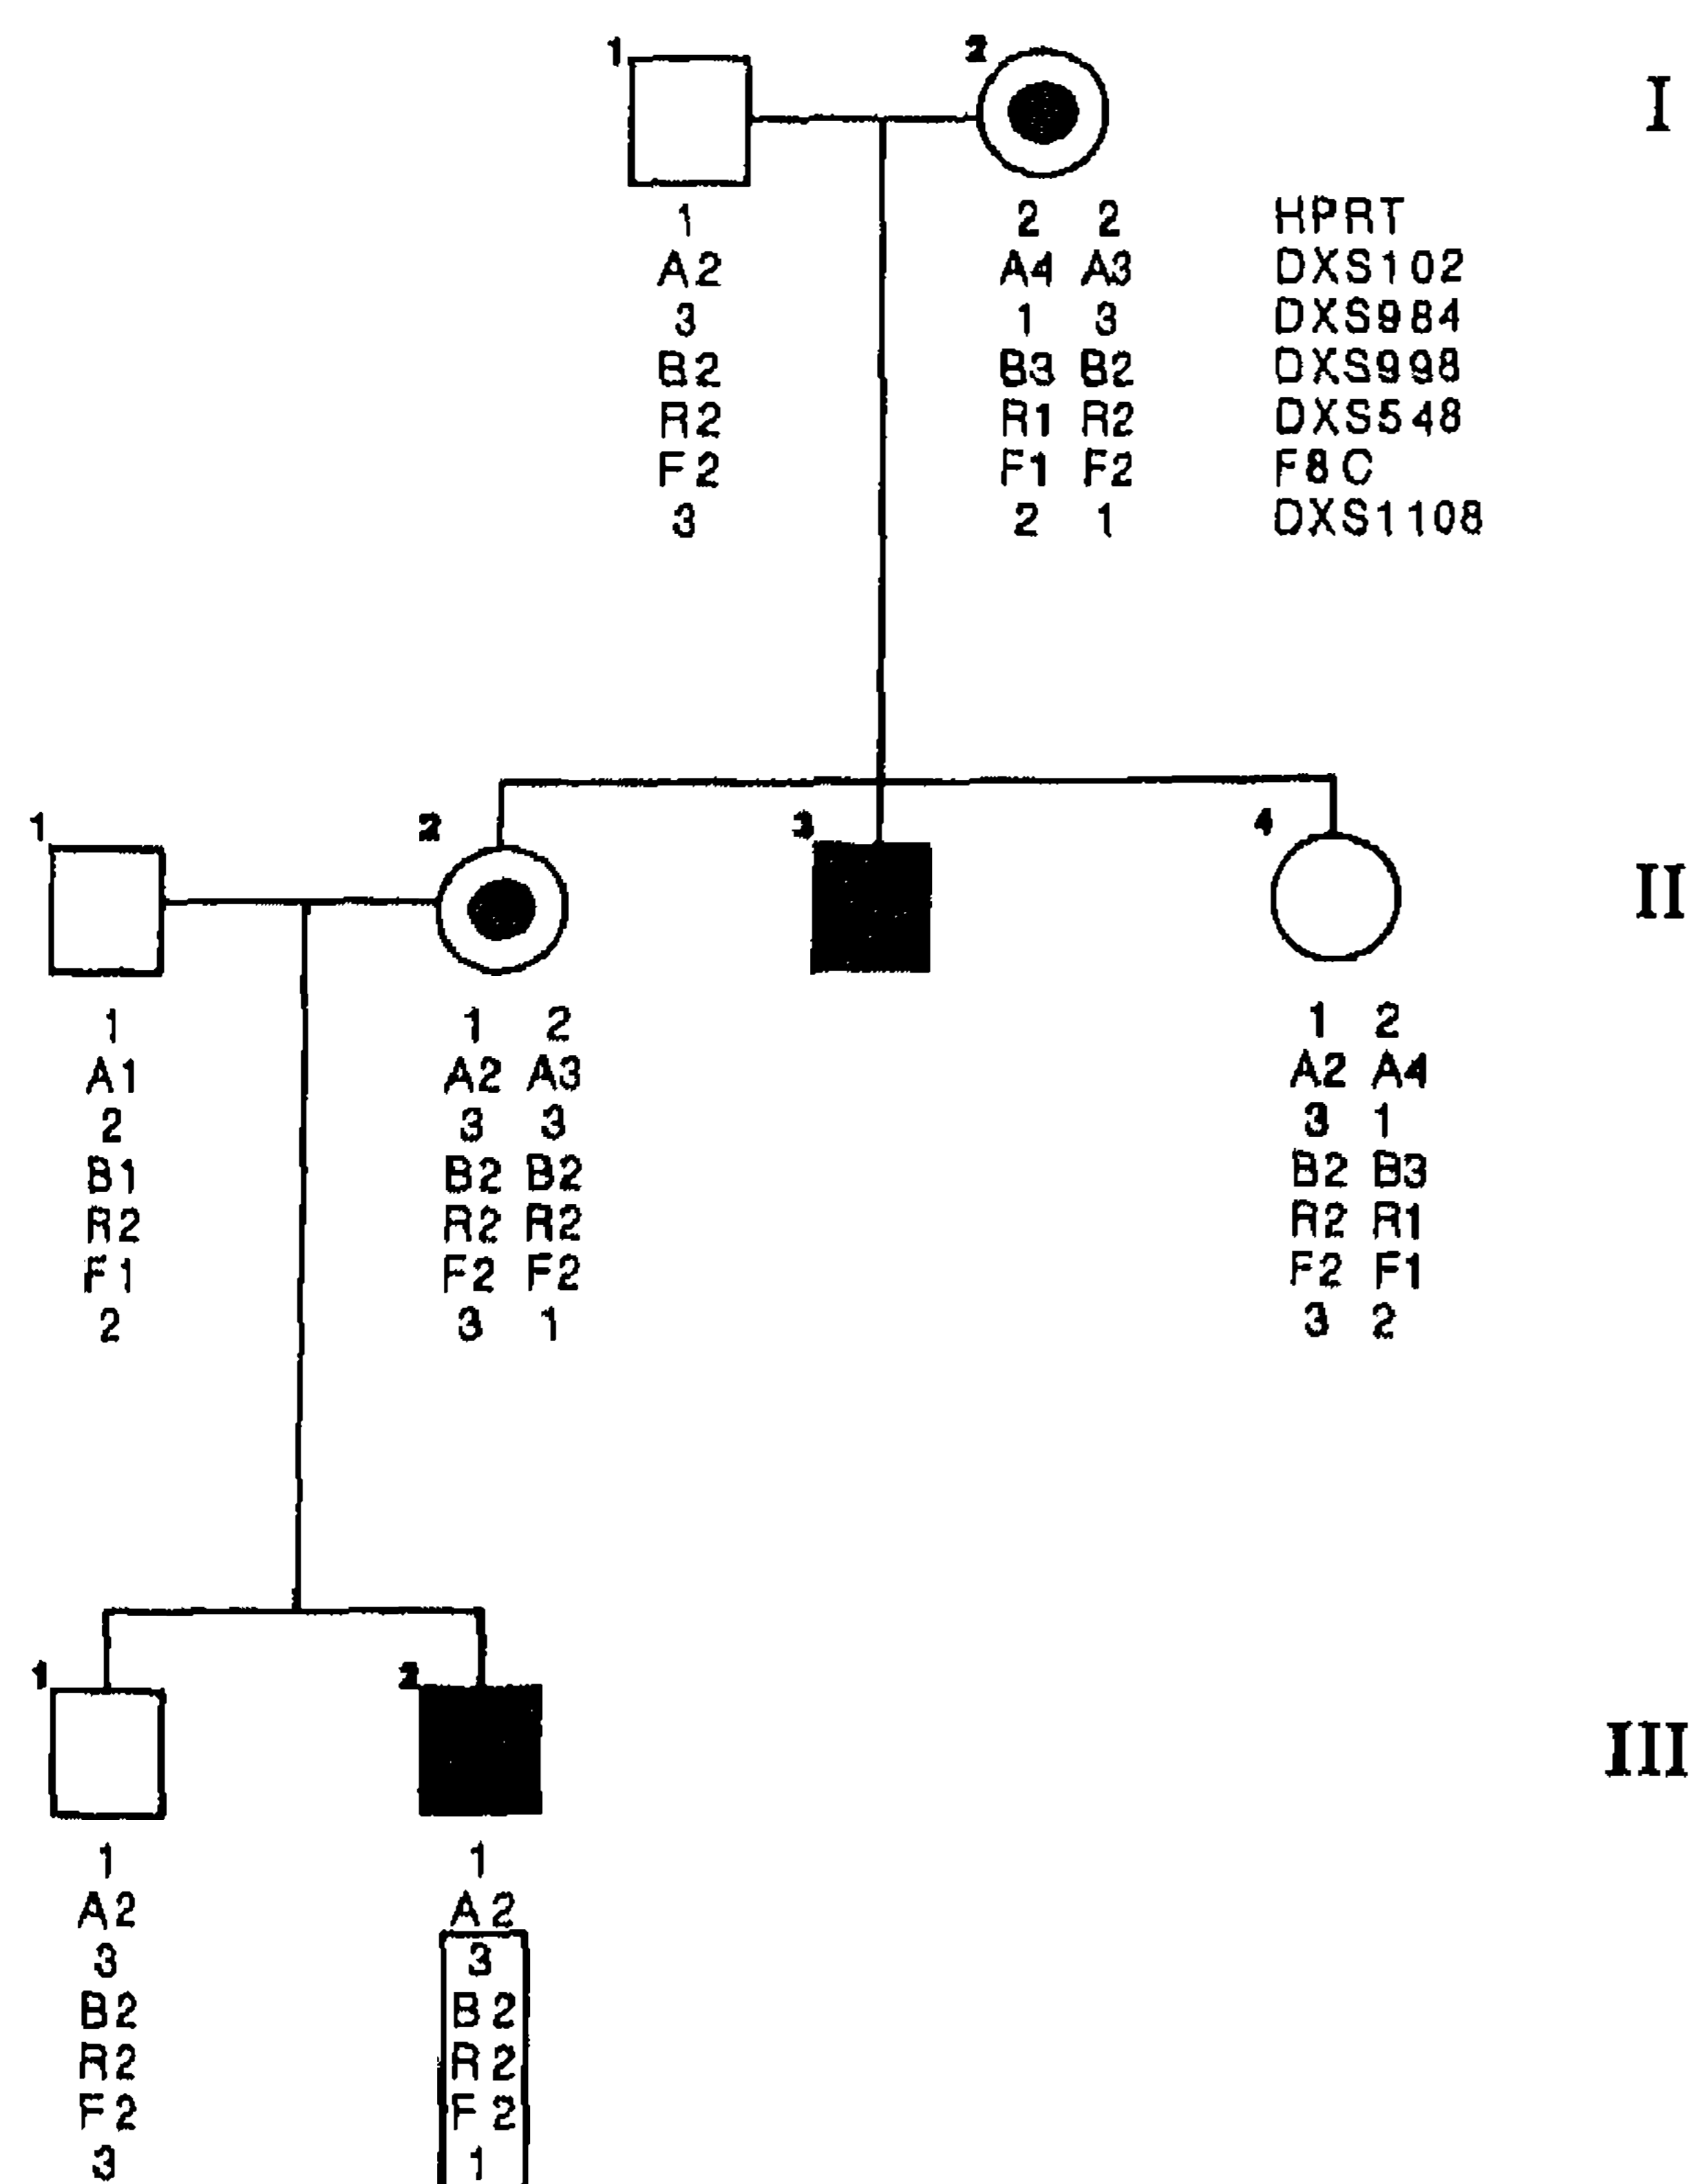 1 2 I
1 2 2 HPRT
A2 A4 A3 DXS102
3 1 3 DXS984
B2 B3 B2 DXS998
R2 R1 R2 DXS548
F2 F1 F2 F8C
3 2 1 DXS1108
1 2 3 4 II
1 1 2 1 2
A1 A2 A3 A2 A4
2 3 3 3 1
B1 B2 B2 B2 B3
R2 R2 R2 R2 R1
F1 F2 F2 F2 F1
2 3 1 3 2
1 2 III
1 1
A2 A2
3 3
B2 B2
R2 R2
F2 F2
3 1